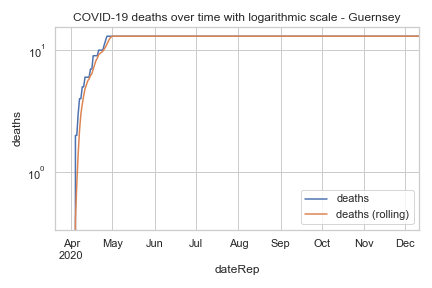 COVID-19 deaths over time with logarithmic scale - Guernsey
10¹
10⁰
deaths
deaths
deaths (rolling)
Apr May Jun Jul Aug Sep Oct Nov Dec
2020
dateRep